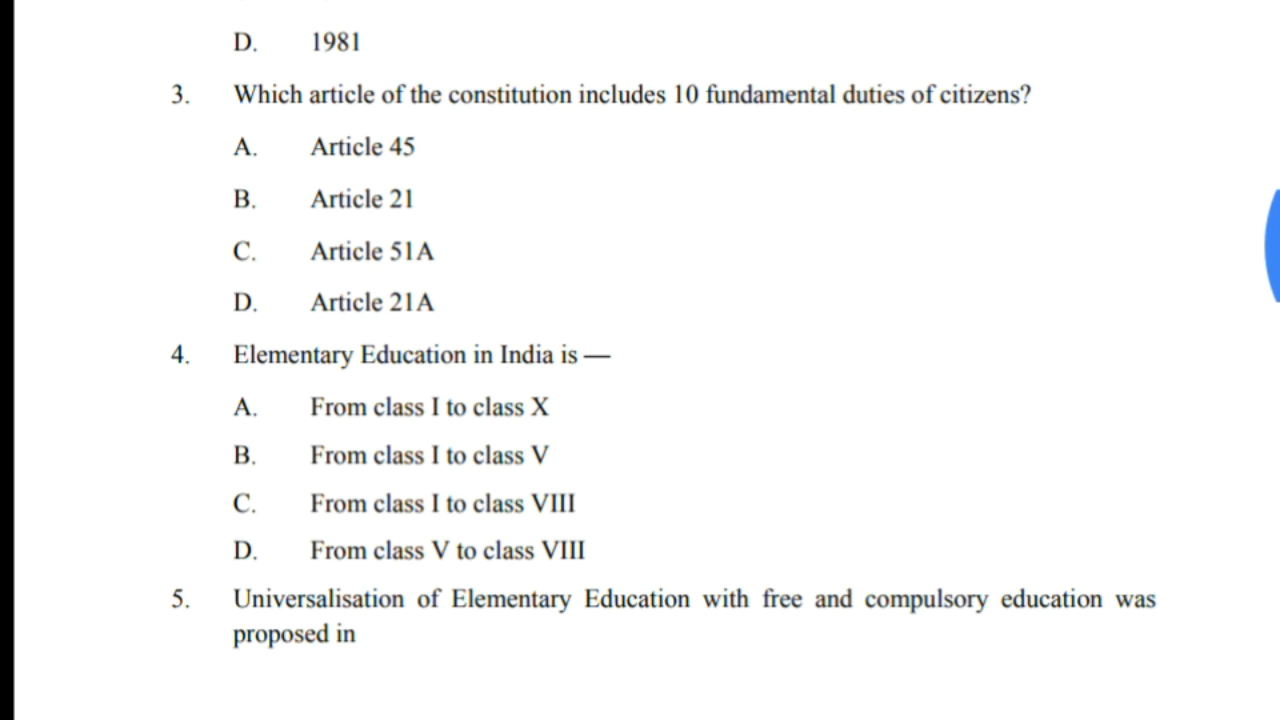 D. 1981
3. Which article of the constitution includes 10 fundamental duties of citizens?
A. Article 45
B. Article 21
C. Article 51A
D. Article 21A
4. Elementary Education in India is —
A. From class I to class X
B. From class I to class V
C. From class I to class VIII
D. From class V to class VIII
5. Universalisation of Elementary Education with free and compulsory education was
proposed in